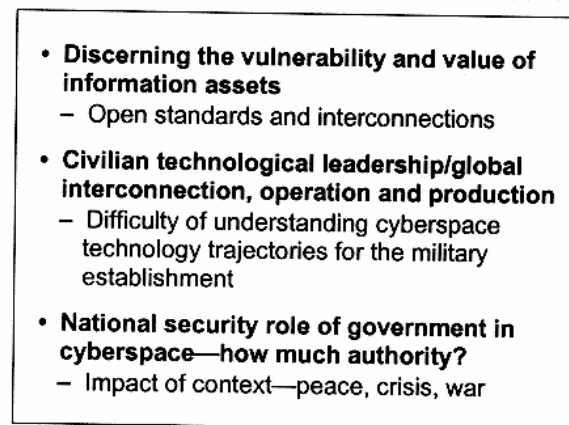 • Discerning the vulnerability and value of
information assets
– Open standards and interconnections
• Civilian technological leadership/global
interconnection, operation and production
– Difficulty of understanding cyberspace
technology trajectories for the military
establishment
• National security role of government in
cyberspace—how much authority?
– Impact of context—peace, crisis, war